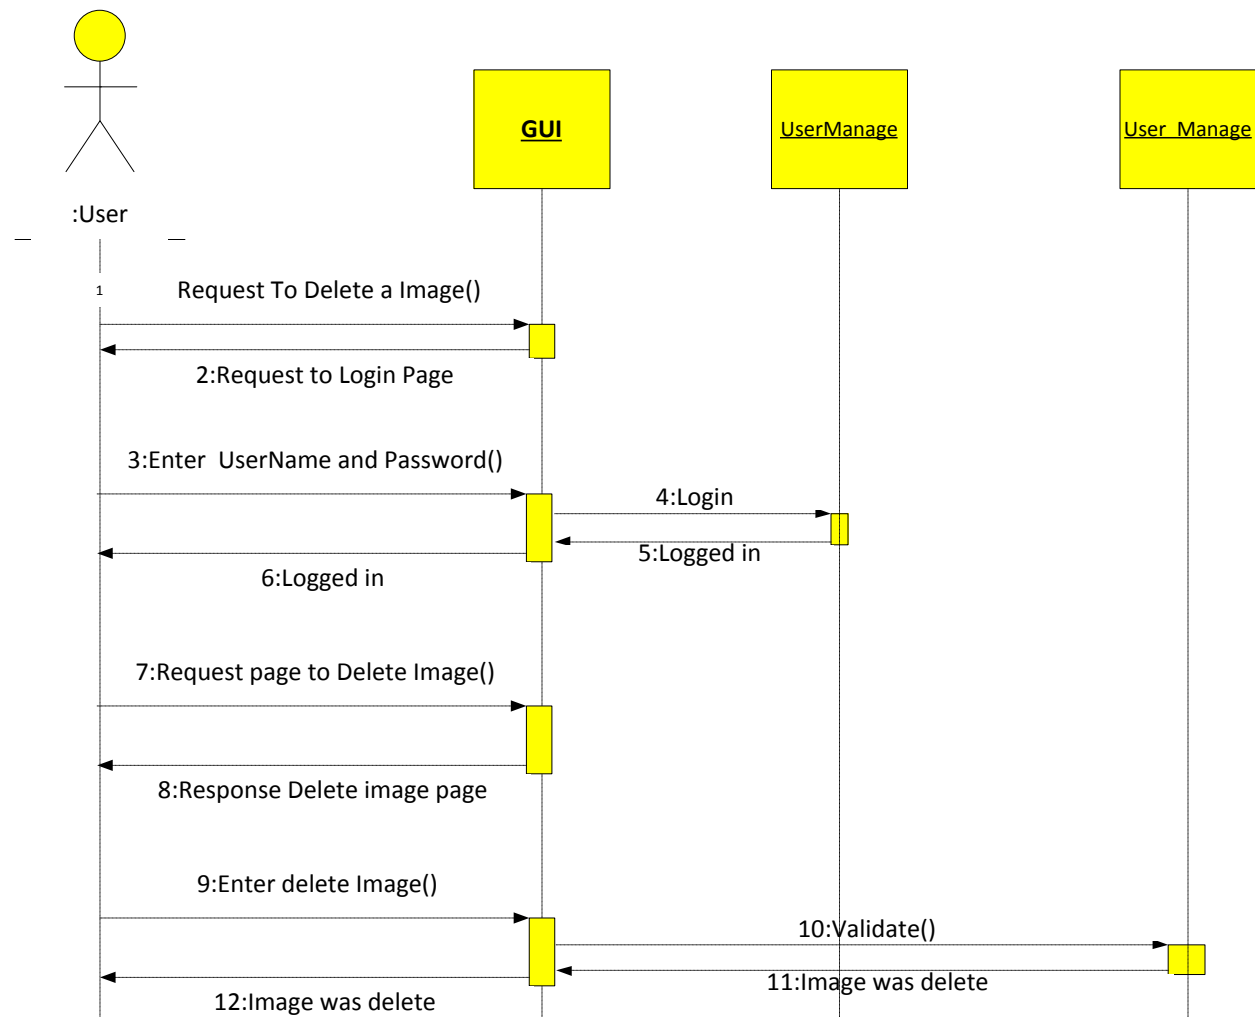 GUI
UserManage
User  Manage
:User
1
Request To Delete a Image()
2:Request to Login Page
3:Enter  UserName and Password()
4:Login
5:Logged in
6:Logged in
7:Request page to Delete Image()
8:Response Delete image page
9:Enter delete Image()
10:Validate()
11:Image was delete
12:Image was delete